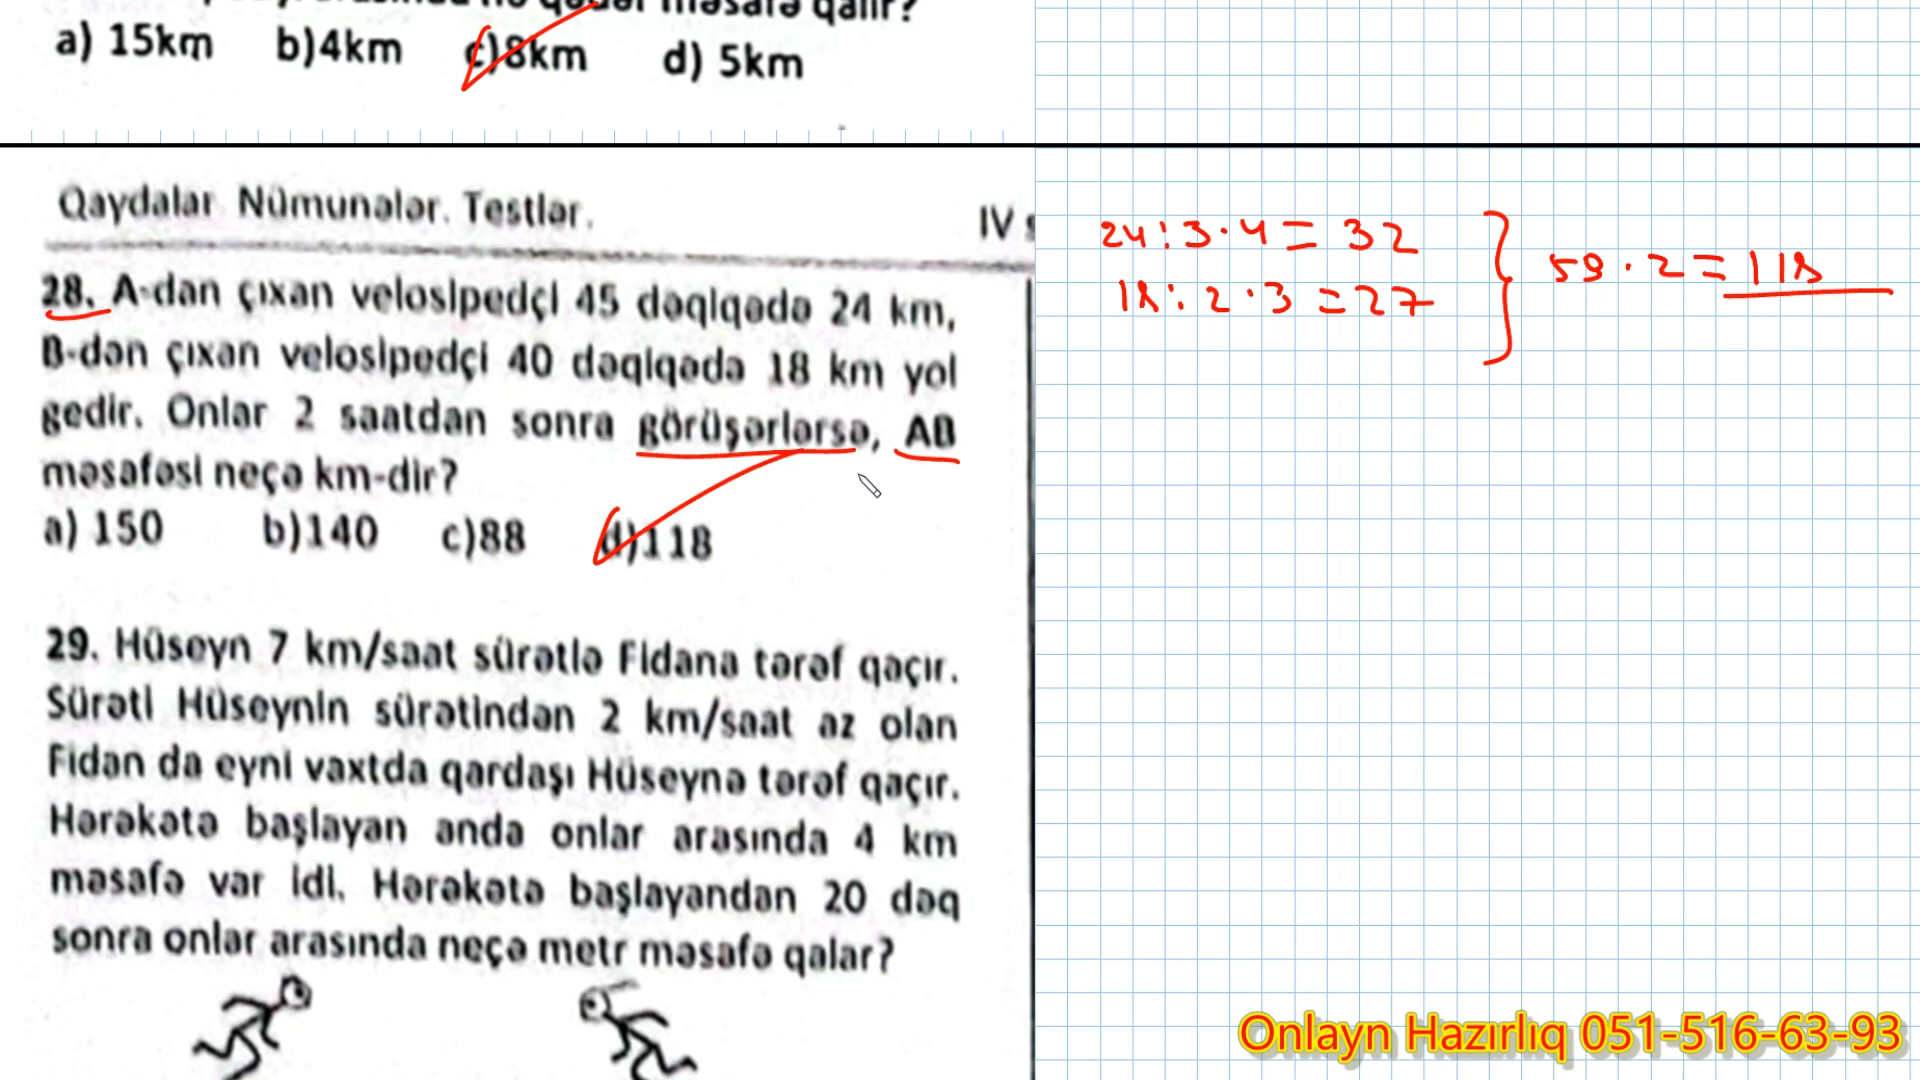 məsafə qalır?
a) 15km b)4km c)8km d) 5km
Qaydalar Nümunələr. Testlər.
IV
28. A-dan çıxan velosipedçi 45 dəqiqədə 24 km,
B-dən çıxan velosipedçi 40 dəqiqədə 18 km yol
gedir. Onlar 2 saatdan sonra görüşərlərsə, AB
məsafəsi neçə km-dir?
a) 150 b)140 c)88 d)118
29. Hüseyn 7 km/saat sürətlə Fidana tərəf qaçır.
Sürəti Hüseynin sürətindən 2 km/saat az olan
Fidan da eyni vaxtda qardaşı Hüseynə tərəf qaçır.
Hərəkətə başlayan anda onlar arasında 4 km
məsafə var idi. Hərəkətə başlayandan 20 dəq
sonra onlar arasında neçə metr məsafə qalar?
24:3·4=32
18:2·3=27
59·2=118
Onlayn Hazırlıq 051-516-63-93